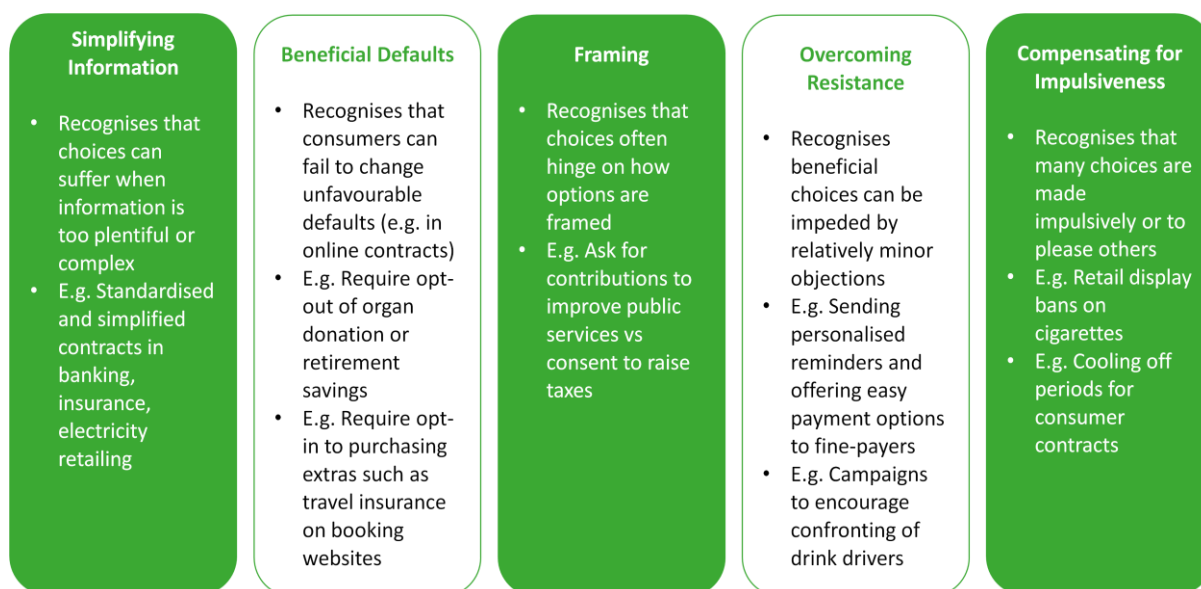 Simplifying
Information
• Recognises that
choices can
suffer when
information is
too plentiful or
complex
• E.g. Standardised
and simplified
contracts in
banking,
insurance,
electricity
retailing
Beneficial Defaults
• Recognises that
consumers can
fail to change
unfavourable
defaults (e.g. in
online contracts)
• E.g. Require opt-
out of organ
donation or
retirement
savings
• E.g. Require opt-
in to purchasing
extras such as
travel insurance
on booking
websites
Framing
• Recognises that
choices often
hinge on how
options are
framed
• E.g. Ask for
contributions to
improve public
services vs
consent to raise
taxes
Overcoming
Resistance
• Recognises
beneficial
choices can be
impeded by
relatively minor
objections
• E.g. Sending
personalised
reminders and
offering easy
payment options
to fine-payers
• E.g. Campaigns
to encourage
confronting of
drink drivers
Compensating for
Impulsiveness
• Recognises that
many choices are
made
impulsively or to
please others
• E.g. Retail display
bans on
cigarettes
• E.g. Cooling off
periods for
consumer
contracts